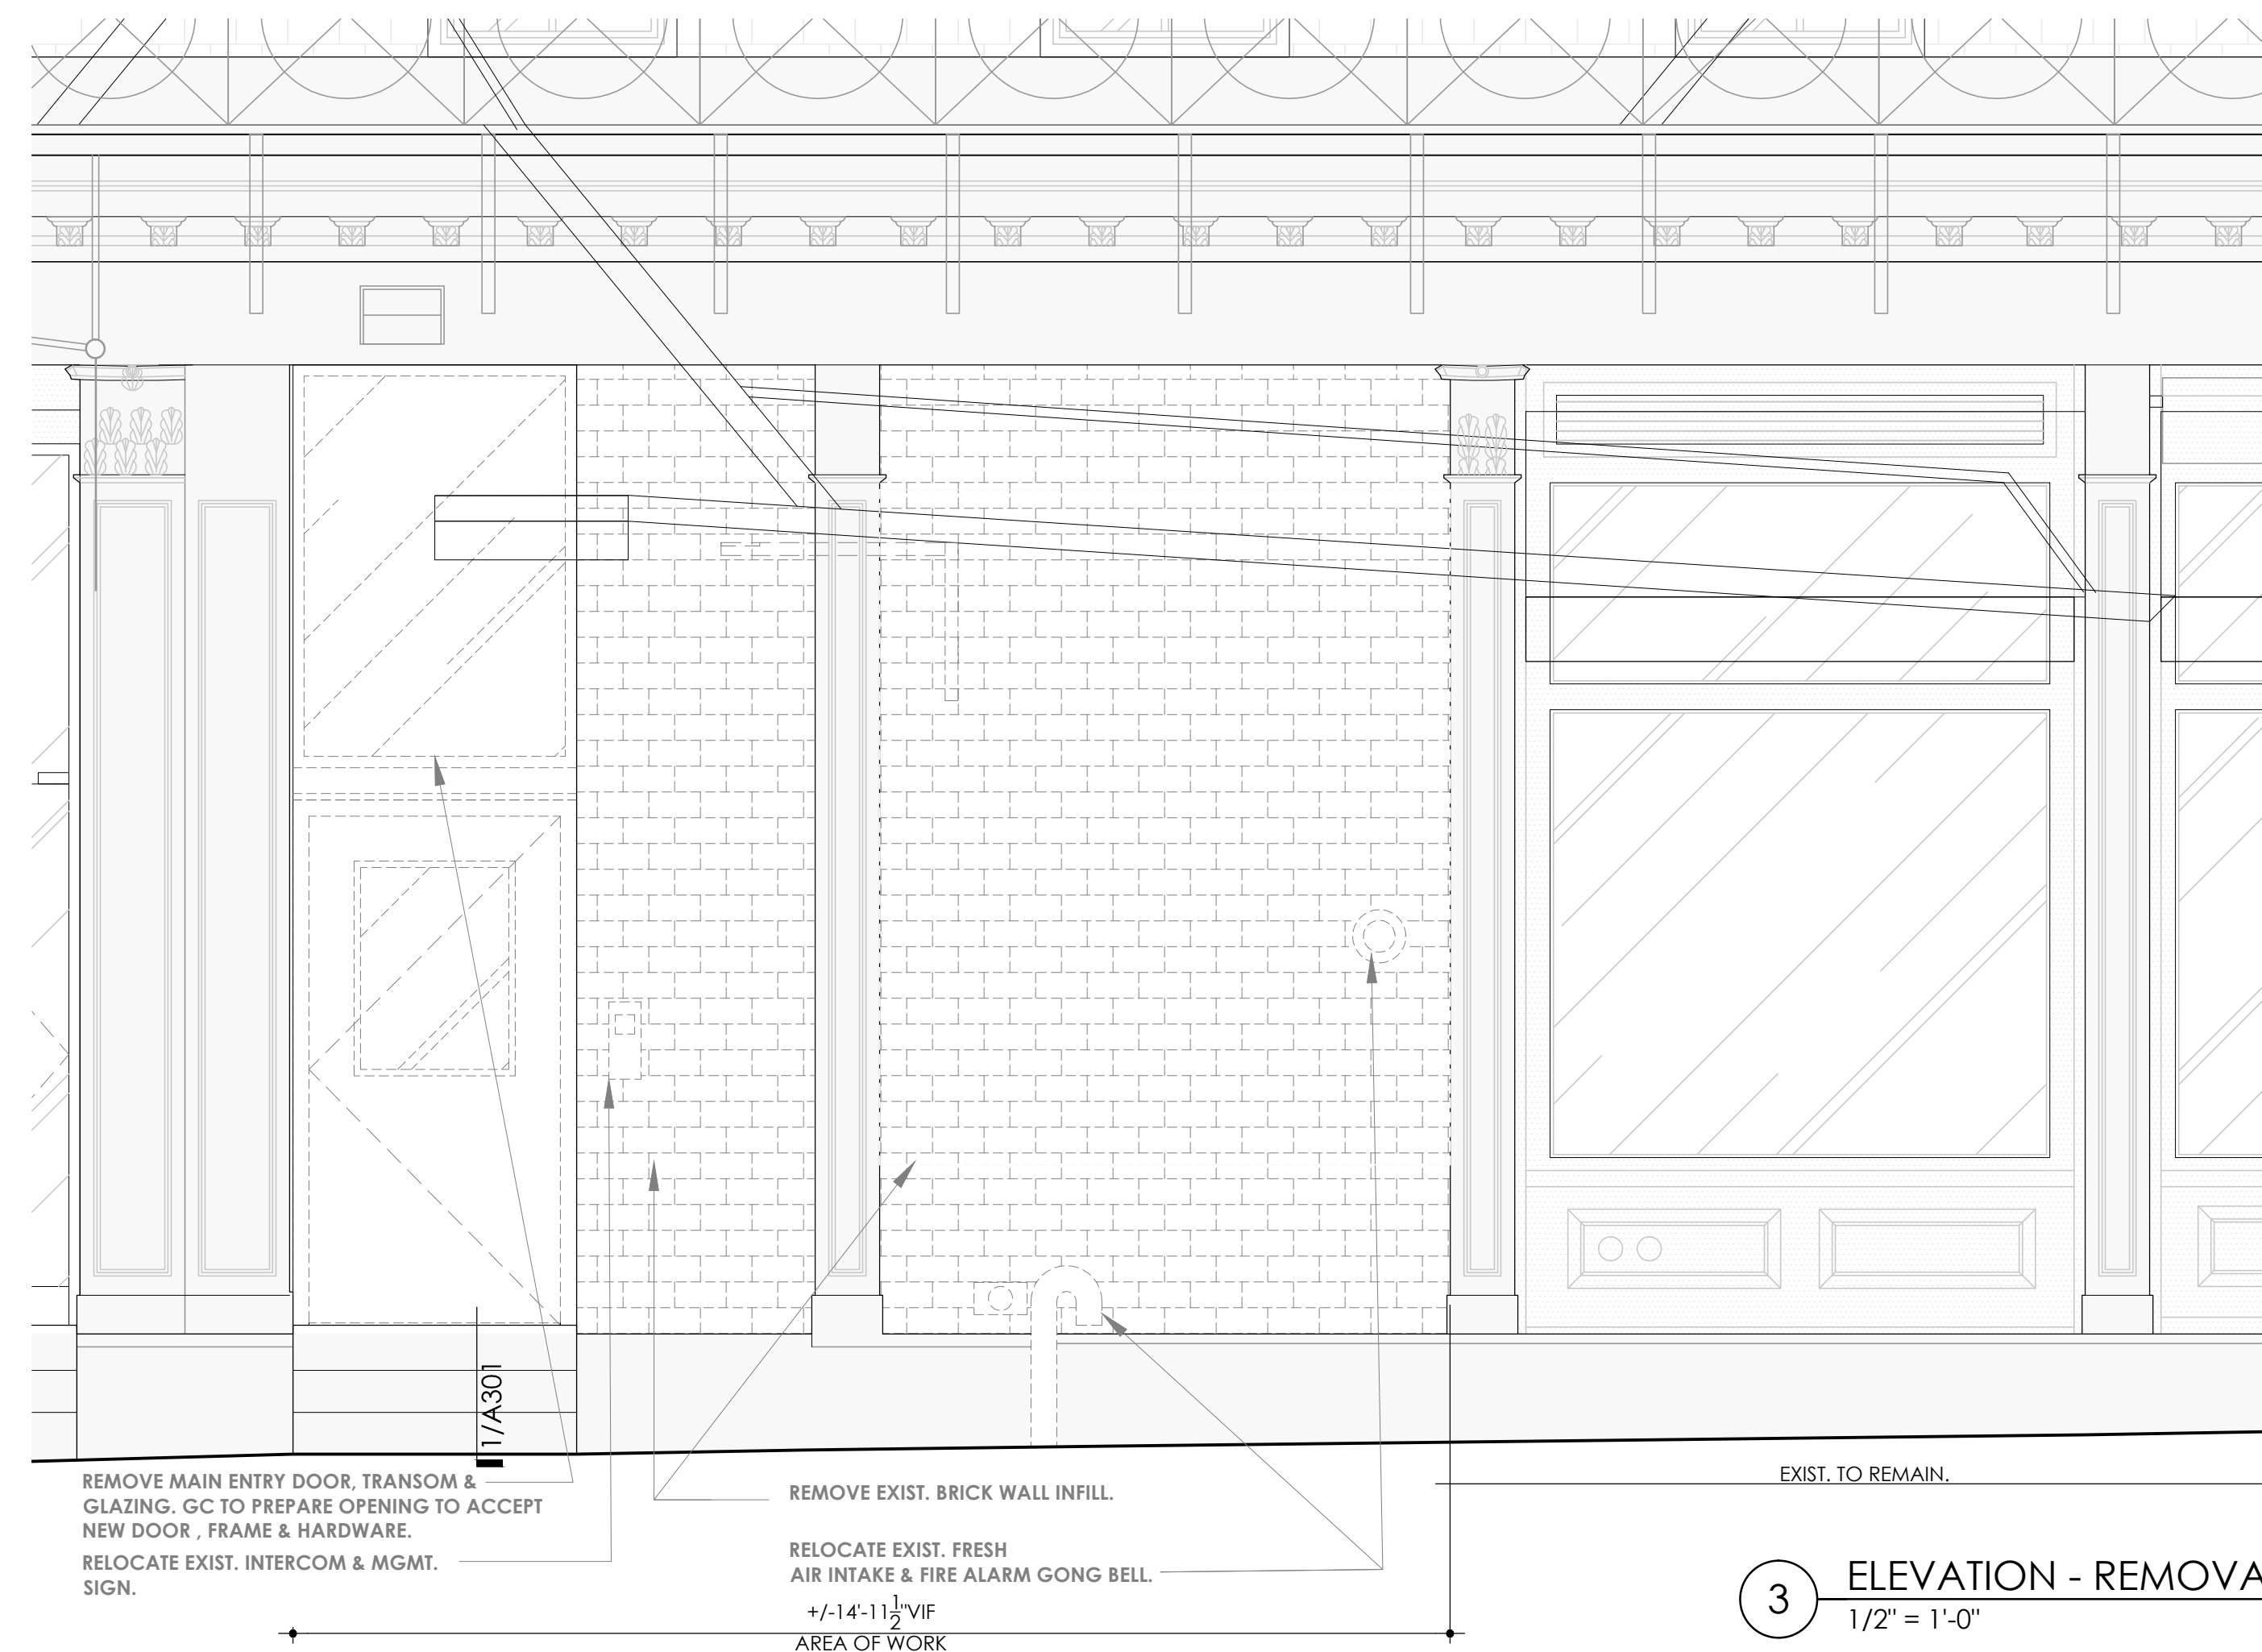 1/A301
REMOVE MAIN ENTRY DOOR, TRANSOM &
GLAZING. GC TO PREPARE OPENING TO ACCEPT
NEW DOOR , FRAME & HARDWARE.
RELOCATE EXIST. INTERCOM & MGMT.
SIGN.
REMOVE EXIST. BRICK WALL INFILL.
RELOCATE EXIST. FRESH
AIR INTAKE & FIRE ALARM GONG BELL.
+/-14'-11 1/2"VIF
AREA OF WORK
EXIST. TO REMAIN.
3
ELEVATION - REMOVA
1/2" = 1'-0"